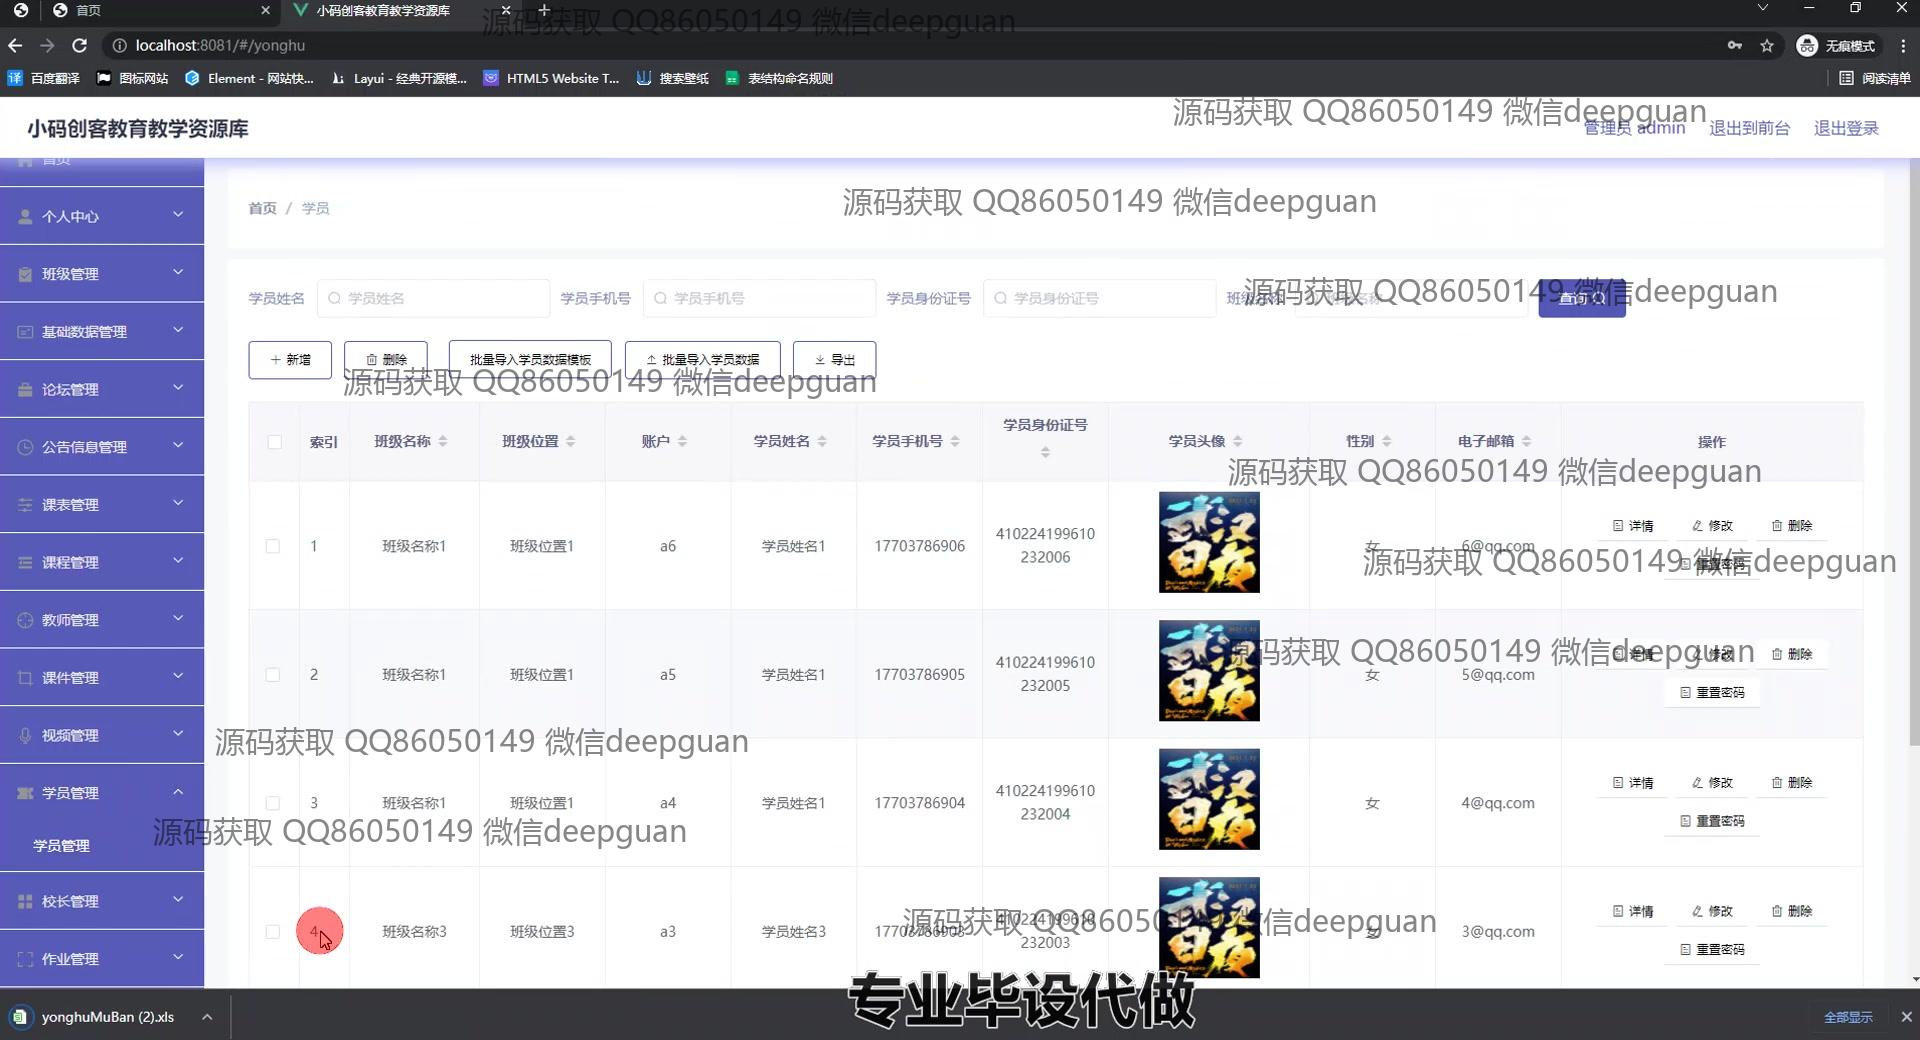 首页
小码创客教育教学资源库
源码获取 QQ86050149 微信deepguan
localhost:8081/#/yonghu
无痕模式
百度翻译
图标网站
Element - 网站快...
Layui - 经典开源模...
HTML5 Website T...
搜索壁纸
表结构命名规则
阅读清单
小码创客教育教学资源库
源码获取 QQ86050149 微信deepguan
管理员 admin
退出到前台
退出登录
首页
个人中心
班级管理
基础数据管理
论坛管理
公告信息管理
课表管理
课程管理
教师管理
课件管理
视频管理
学员管理
学员管理
校长管理
作业管理
首页 / 学员
源码获取 QQ86050149 微信deepguan
学员姓名 学员姓名
学员手机号 学员手机号
学员身份证号 学员身份证号
班级名称
查询
源码获取 QQ86050149 微信deepguan
新增
删除
批量导入学员数据模板
批量导入学员数据
导出
源码获取 QQ86050149 微信deepguan
索引 班级名称 班级位置 账户 学员姓名 学员手机号 学员身份证号 学员头像 性别 电子邮箱 操作
源码获取 QQ86050149 微信deepguan
1 班级名称1 班级位置1 a6 学员姓名1 17703786906 410224199610232006 女 6@qq.com 详情 修改 删除
重置密码
源码获取 QQ86050149 微信deepguan
2 班级名称1 班级位置1 a5 学员姓名1 17703786905 410224199610232005 女 5@qq.com 详情 修改 删除
重置密码
源码获取 QQ86050149 微信deepguan
源码获取 QQ86050149 微信deepguan
3 班级名称1 班级位置1 a4 学员姓名1 17703786904 410224199610232004 女 4@qq.com 详情 修改 删除
重置密码
源码获取 QQ86050149 微信deepguan
4 班级名称3 班级位置3 a3 学员姓名3 17703786903 410224199610232003 女 3@qq.com 详情 修改 删除
重置密码
源码获取 QQ86050149 微信deepguan
专业毕设代做
yonghuMuBan (2).xls
全部显示